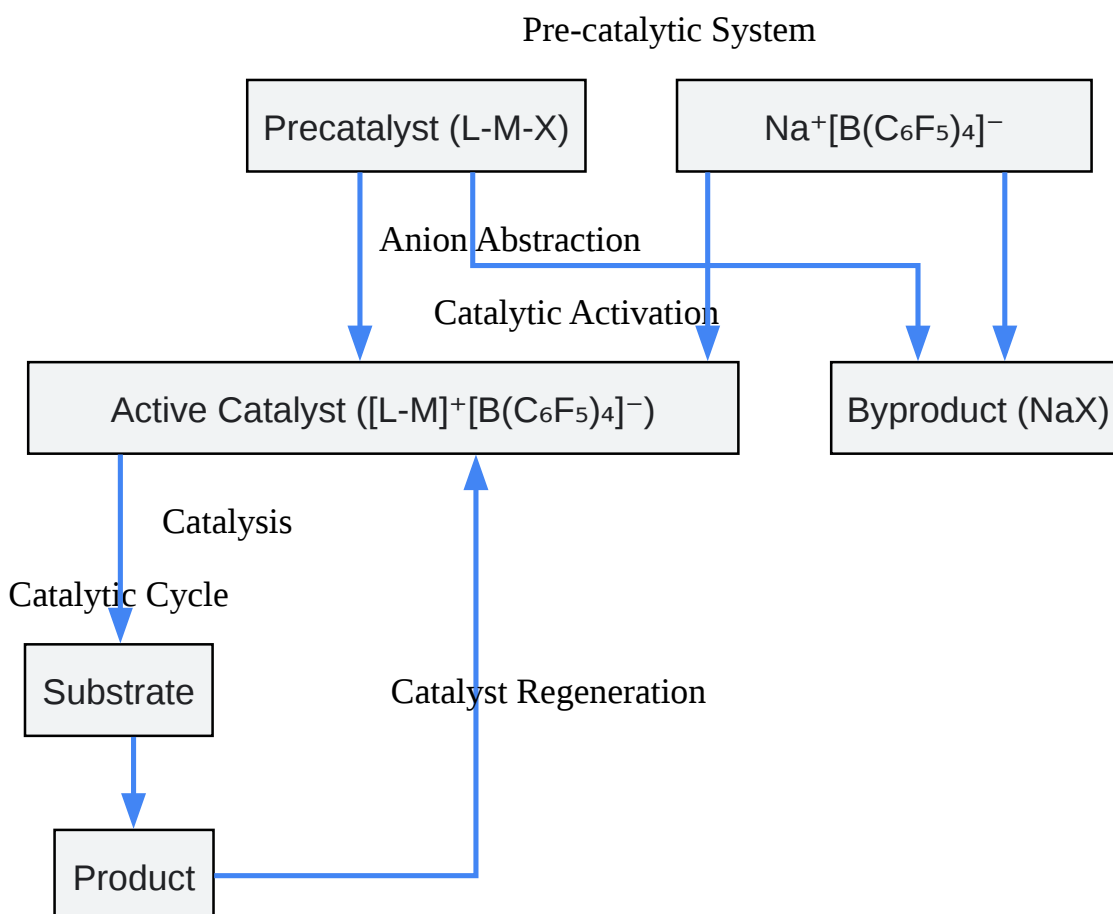 Pre-catalytic System
Precatalyst (L-M-X)
Na⁺[B(C₆F₅)₄]⁻
Anion Abstraction
Catalytic Activation
Active Catalyst ([L-M]⁺[B(C₆F₅)₄]⁻)
Byproduct (NaX)
Catalysis
Catalytic Cycle
Substrate
Catalyst Regeneration
Product